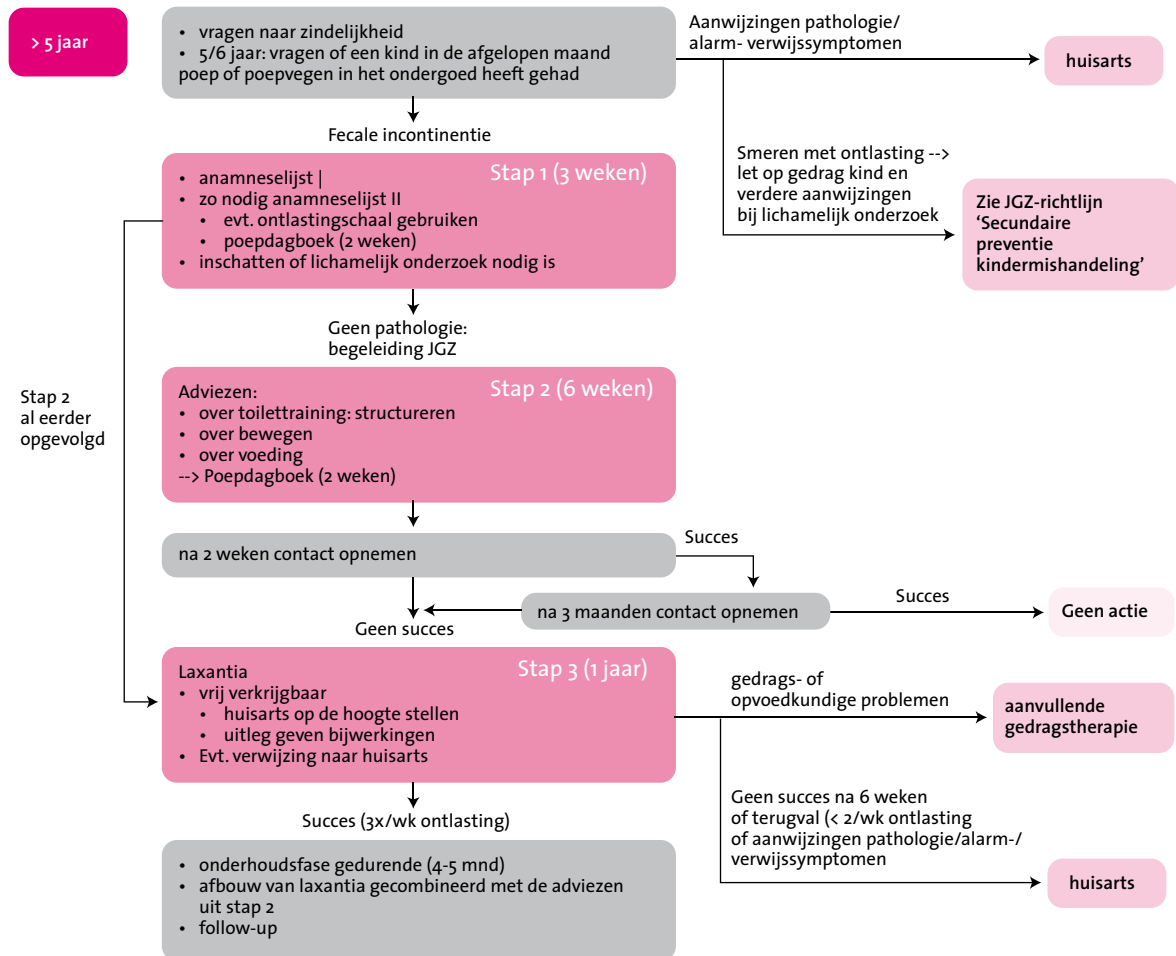 > 5 jaar
• vragen naar zindelijkheid
• 5/6 jaar: vragen of een kind in de afgelopen maand
poep of poepvegen in het ondergoed heeft gehad
Aanwijzingen pathologie/
alarm- verwijssymptomen
huisarts
Fecale incontinentie
Smeren met ontlasting -->
let op gedrag kind en
verdere aanwijzingen
bij lichamelijk onderzoek
Zie JGZ-richtlijn
‘Secundaire
preventie
kindermishandeling’
Stap 1 (3 weken)
• anamneselijst |
• zo nodig anamneselijst II
• evt. ontlastingschaal gebruiken
• poepdagboek (2 weken)
• inschatten of lichamelijk onderzoek nodig is
Geen pathologie:
begeleiding JGZ
Stap 2
al eerder
opgevolgd
Stap 2 (6 weken)
Adviezen:
• over toilettraining: structureren
• over bewegen
• over voeding
--> Poepdagboek (2 weken)
na 2 weken contact opnemen
Succes
na 3 maanden contact opnemen
Succes
Geen actie
Geen succes
Stap 3 (1 jaar)
Laxantia
• vrij verkrijgbaar
• huisarts op de hoogte stellen
• uitleg geven bijwerkingen
• Evt. verwijzing naar huisarts
gedrags- of
opvoedkundige problemen
aanvullende
gedragstherapie
Geen succes na 6 weken
of terugval (< 2/wk ontlasting
of aanwijzingen pathologie/alarm-/
verwijssymptomen
huisarts
Succes (3x/wk ontlasting)
• onderhoudsfase gedurende (4-5 mnd)
• afbouw van laxantia gecombineerd met de adviezen
uit stap 2
• follow-up